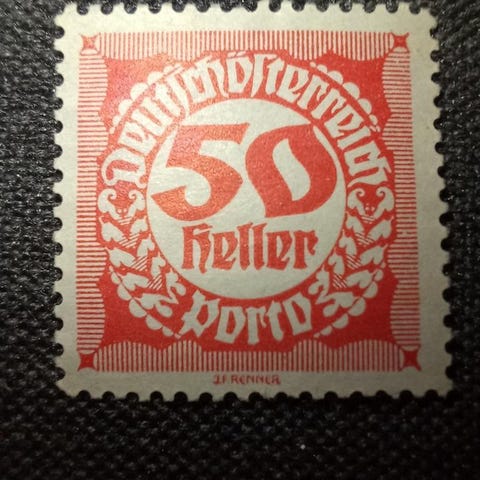 Deutschösterreich
50
Heller
Porto
J.F. RENNER